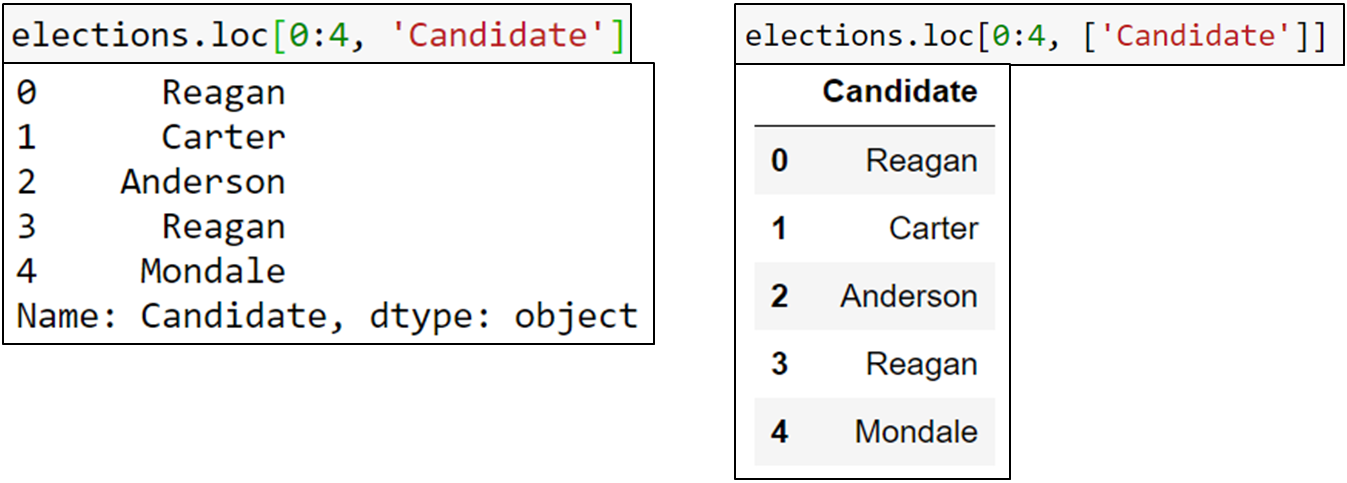 elections.loc[0:4, 'Candidate']
0 Reagan
1 Carter
2 Anderson
3 Reagan
4 Mondale
Name: Candidate, dtype: object
elections.loc[0:4, ['Candidate']]
Candidate
0 Reagan
1 Carter
2 Anderson
3 Reagan
4 Mondale